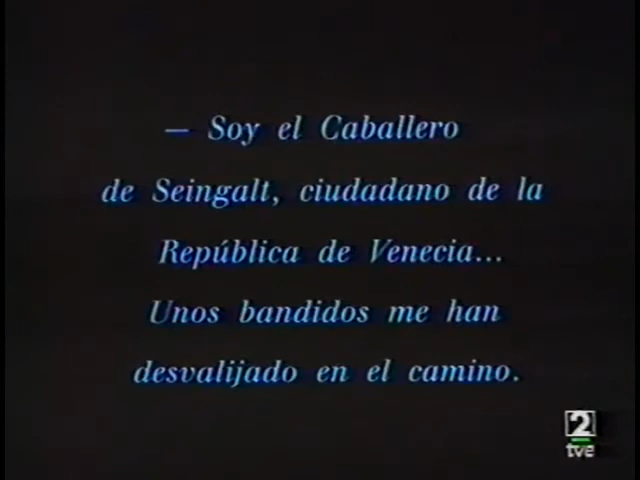 — Soy el Caballero
de Seingalt, ciudadano de la
República de Venecia...
Unos bandidos me han
desvalijado en el camino.
2
tve